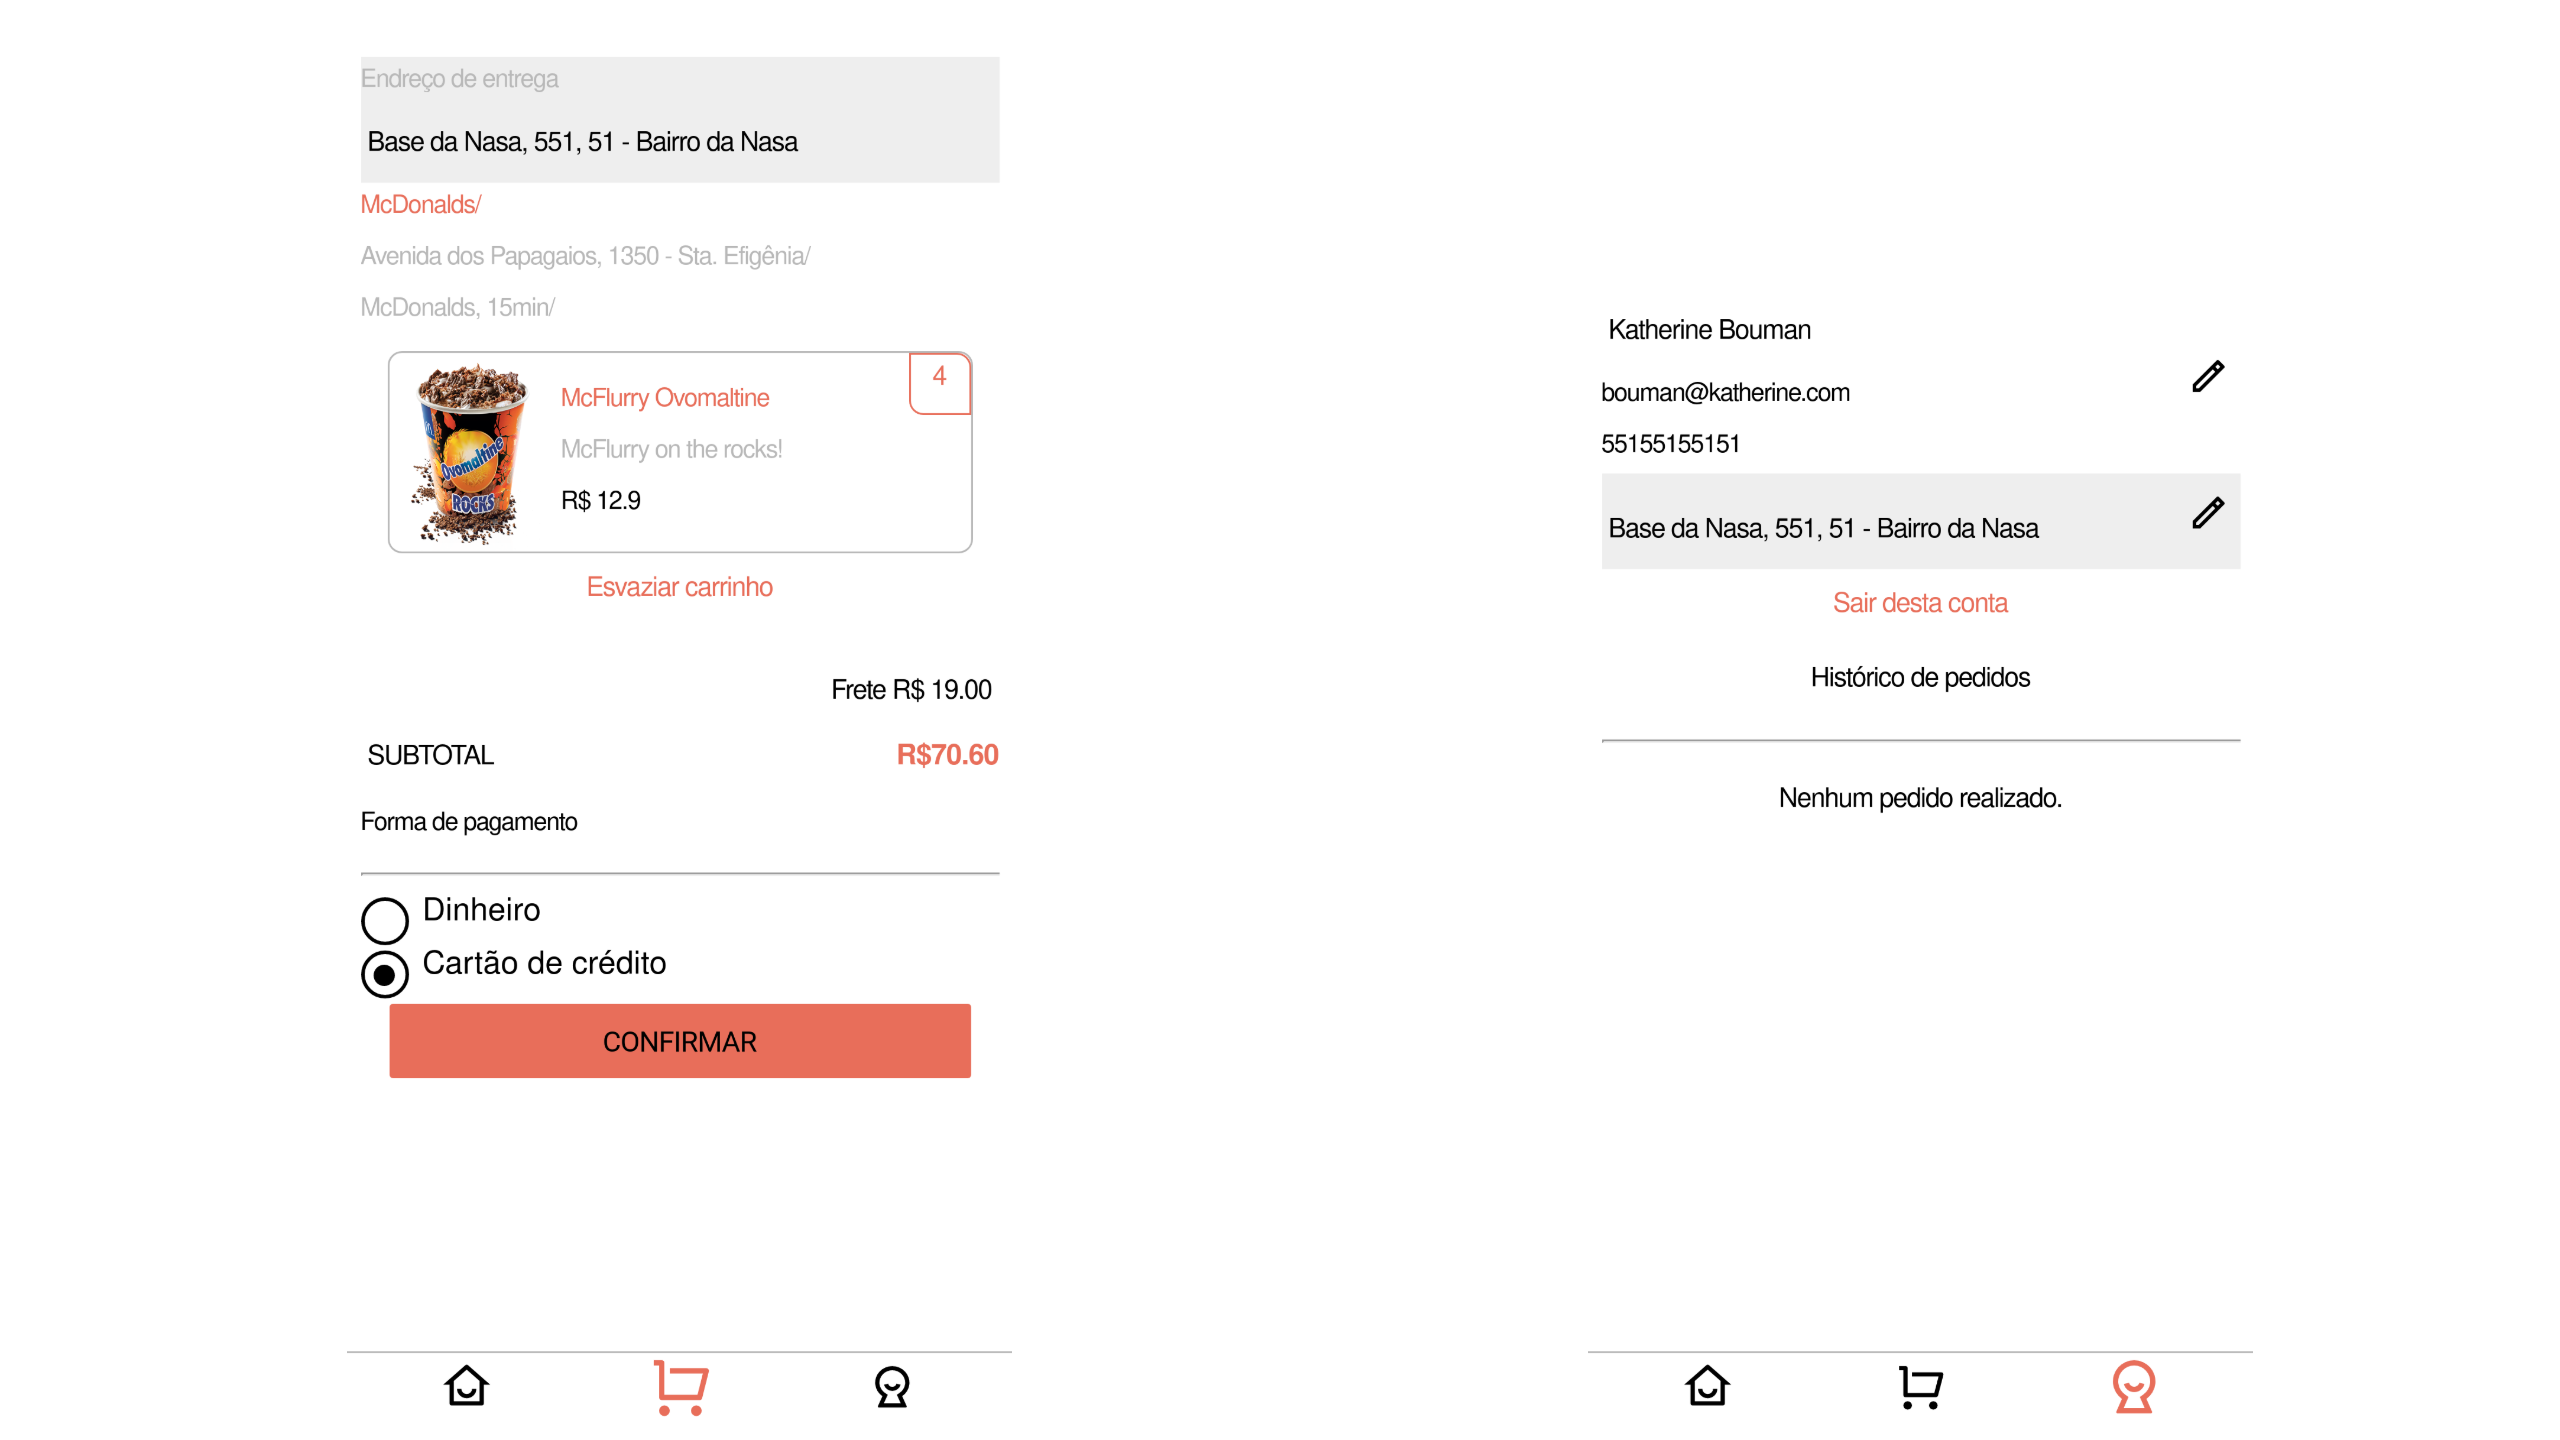 Endreço de entrega
Base da Nasa, 551, 51 - Bairro da Nasa
McDonalds/
Avenida dos Papagaios, 1350 - Sta. Efigênia/
McDonalds, 15min/
4
McFlurry Ovomaltine
McFlurry on the rocks!
R$ 12.9
Ovomaltine
ROCKS
Esvaziar carrinho
Frete R$ 19.00
SUBTOTAL R$70.60
Forma de pagamento
Dinheiro
Cartão de crédito
CONFIRMAR
Katherine Bouman
bouman@katherine.com
55155155151
Base da Nasa, 551, 51 - Bairro da Nasa
Sair desta conta
Histórico de pedidos
Nenhum pedido realizado.